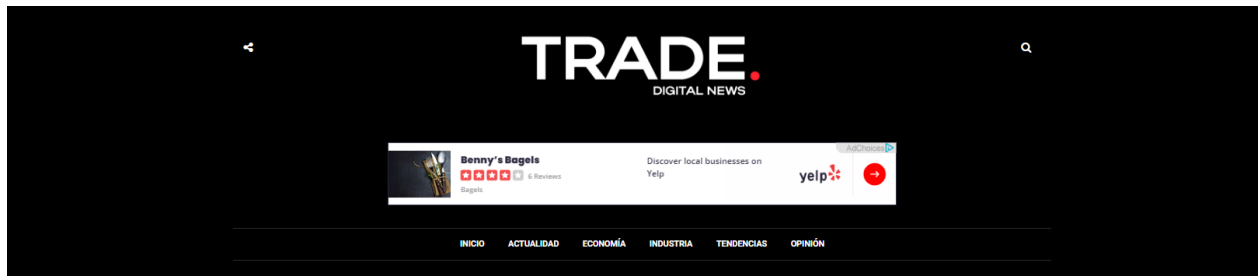 TRADE.
DIGITAL NEWS
AdChoices
Benny's Bagels
6 Reviews
Bagels
Discover local businesses on
Yelp
yelp
INICIO ACTUALIDAD ECONOMÍA INDUSTRIA TENDENCIAS OPINIÓN